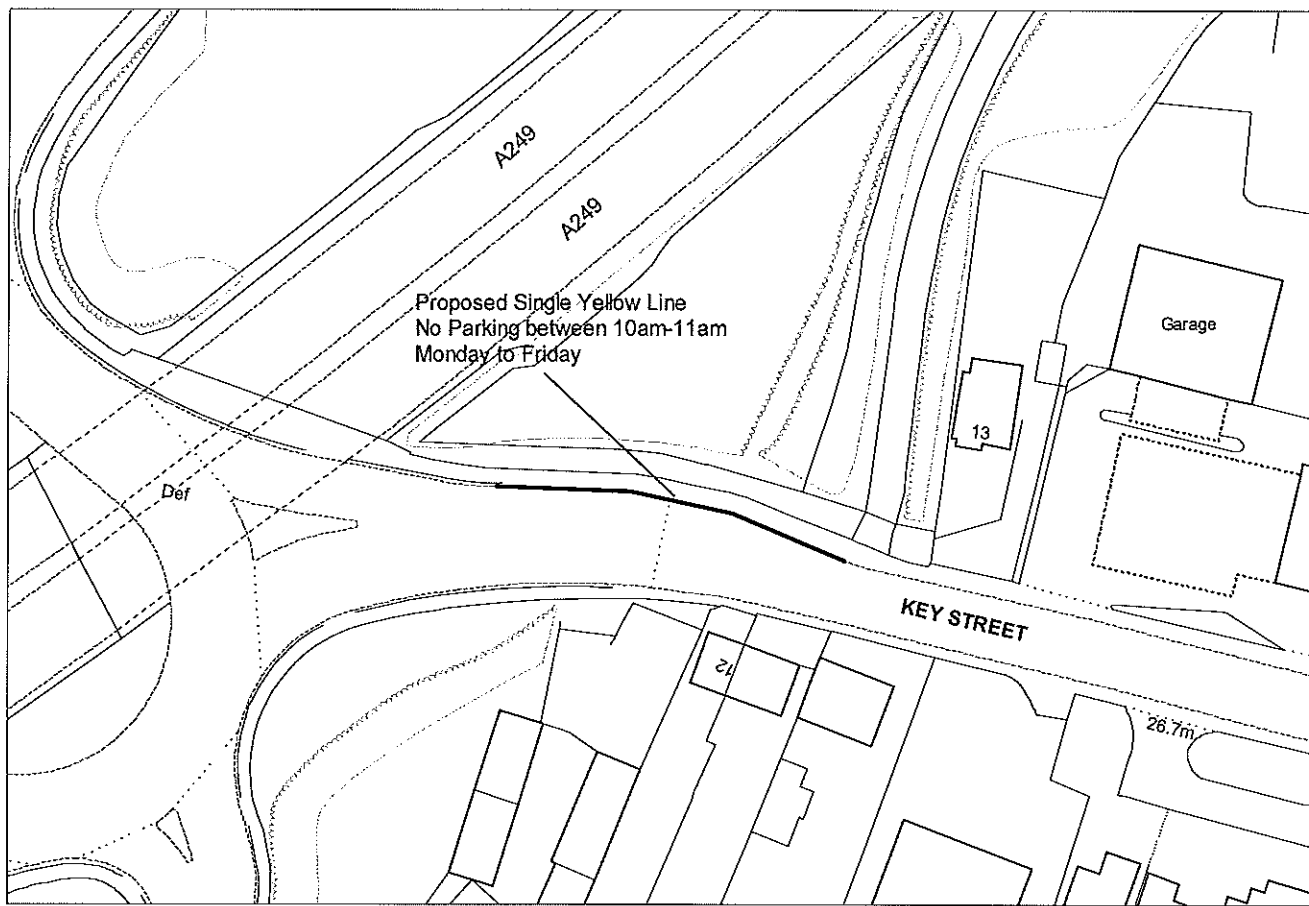 A249
A249
Proposed Single Yellow Line
No Parking between 10am-11am
Monday to Friday
Garage
13
Def
KEY STREET
12
26.7m